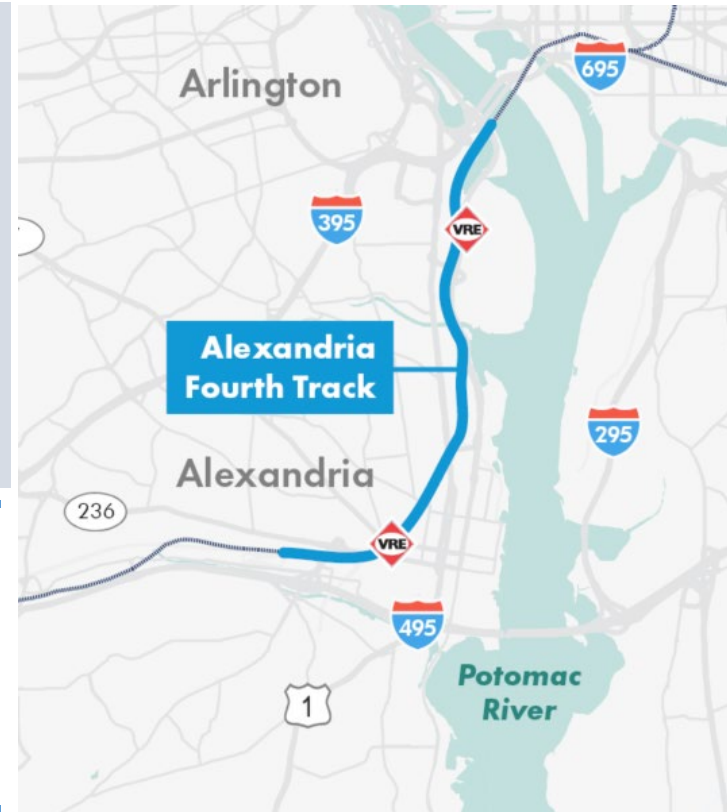 Arlington
695
395
VRE
Alexandria
Fourth Track
295
Alexandria
236
VRE
495
1
Potomac
River